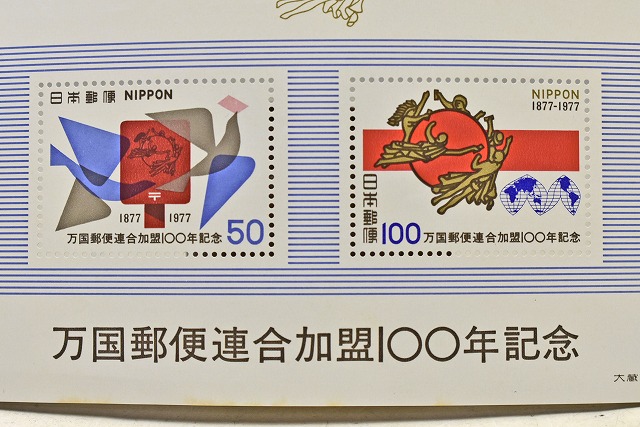 日本郵便 NIPPON
1877 1977
万国郵便連合加盟100年記念 50
NIPPON
1877-1977
日本郵便
100 万国郵便連合加盟100年記念
万国郵便連合加盟100年記念
大蔵